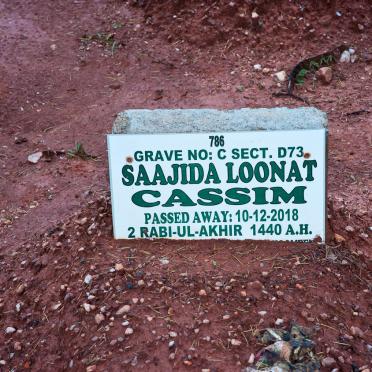 786
GRAVE NO: C SECT. D73
SAAJIDA LOONAT
CASSIM
PASSED AWAY: 10-12-2018
2 RABI-UL-AKHIR 1440 A.H.